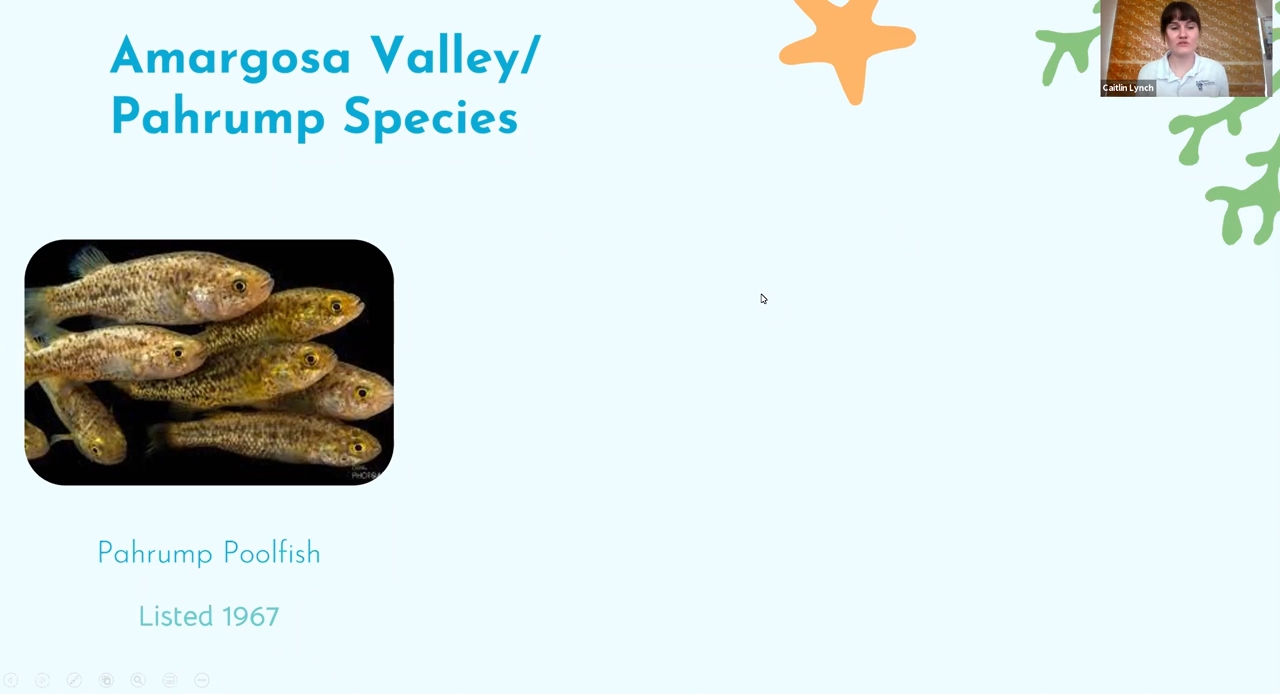 Amargosa Valley/
Pahrump Species
Caitlin Lynch
Pahrump Poolfish
Listed 1967